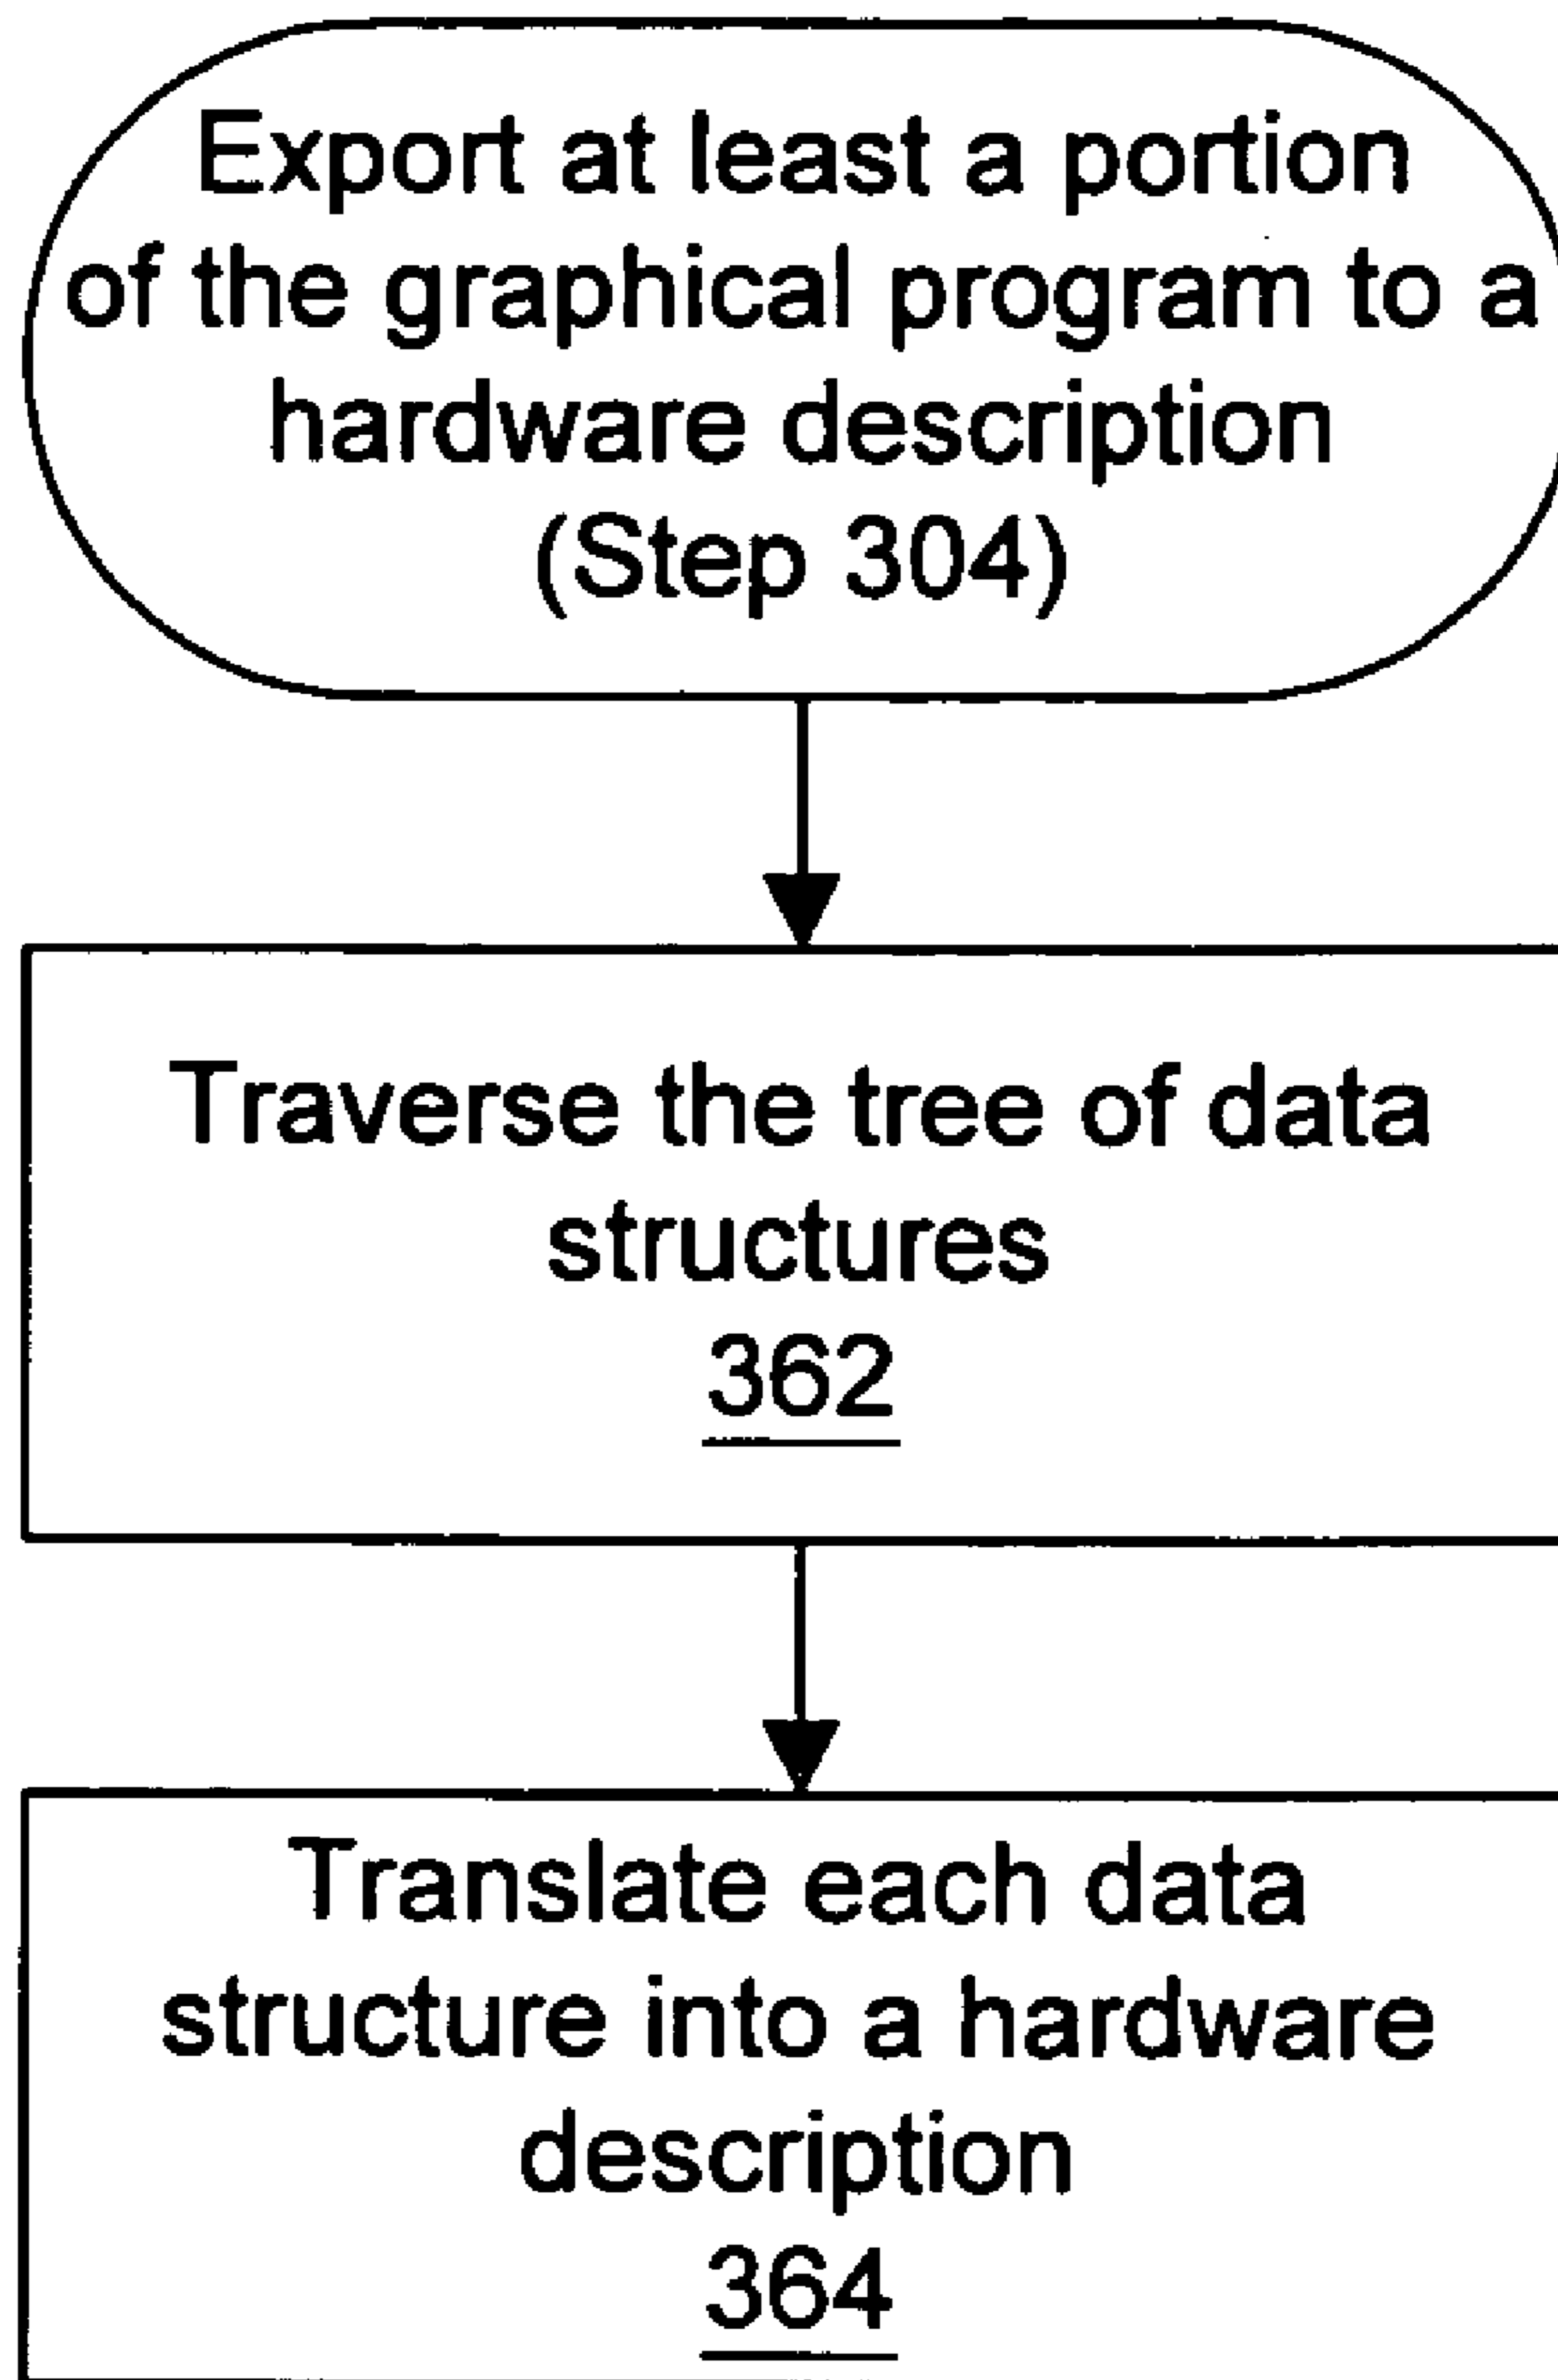 Export at least a portion
of the graphical program to a
hardware description
(Step 304)
Traverse the tree of data
structures
362
Translate each data
structure into a hardware
description
364